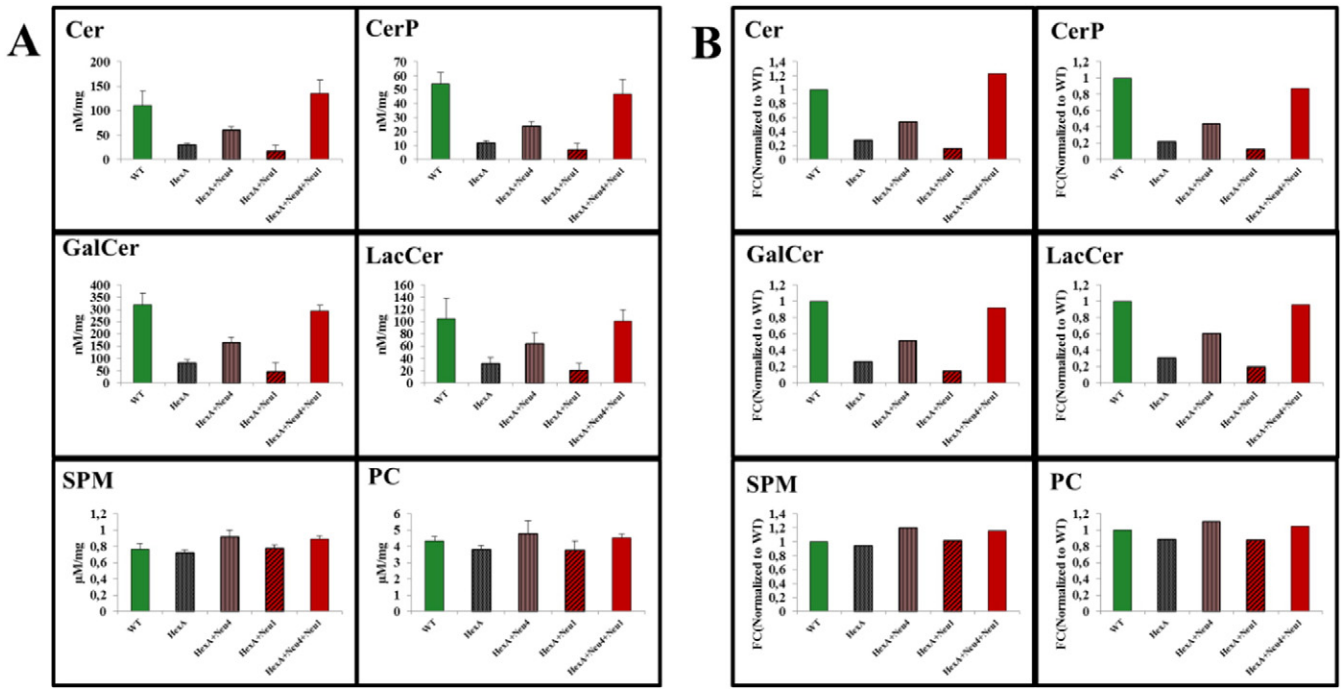 A
Cer
nM/mg
200
150
100
50
0
WT
HexA
HexA+Neu4
HexA+Neu1
HexA+Neu4+Neu1
CerP
nM/mg
70
60
50
40
30
20
10
0
WT
HexA
HexA+Neu4
HexA+Neu1
HexA+Neu4+Neu1
GalCer
nM/mg
400
350
300
250
200
150
100
50
0
WT
HexA
HexA+Neu4
HexA+Neu1
HexA+Neu4+Neu1
LacCer
nM/mg
160
140
120
100
80
60
40
20
0
WT
HexA
HexA+Neu4
HexA+Neu1
HexA+Neu4+Neu1
SPM
µM/mg
1,2
1
0,8
0,6
0,4
0,2
0
WT
HexA
HexA+Neu4
HexA+Neu1
HexA+Neu4+Neu1
PC
µM/mg
6
5
4
3
2
1
0
WT
HexA
HexA+Neu4
HexA+Neu1
HexA+Neu4+Neu1
B
Cer
FC(Normalized to WT)
1,4
1,2
1
0,8
0,6
0,4
0,2
0
WT
HexA
HexA+Neu4
HexA+Neu1
HexA+Neu4+Neu1
CerP
FC(Normalized to WT)
1,2
1
0,8
0,6
0,4
0,2
0
WT
HexA
HexA+Neu4
HexA+Neu1
HexA+Neu4+Neu1
GalCer
FC(Normalized to WT)
1,2
1
0,8
0,6
0,4
0,2
0
WT
HexA
HexA+Neu4
HexA+Neu1
HexA+Neu4+Neu1
LacCer
FC(Normalized to WT)
1,2
1
0,8
0,6
0,4
0,2
0
WT
HexA
HexA+Neu4
HexA+Neu1
HexA+Neu4+Neu1
SPM
FC(Normalized to WT)
1,4
1,2
1
0,8
0,6
0,4
0,2
0
WT
HexA
HexA+Neu4
HexA+Neu1
HexA+Neu4+Neu1
PC
FC(Normalized to WT)
1,2
1
0,8
0,6
0,4
0,2
0
WT
HexA
HexA+Neu4
HexA+Neu1
HexA+Neu4+Neu1